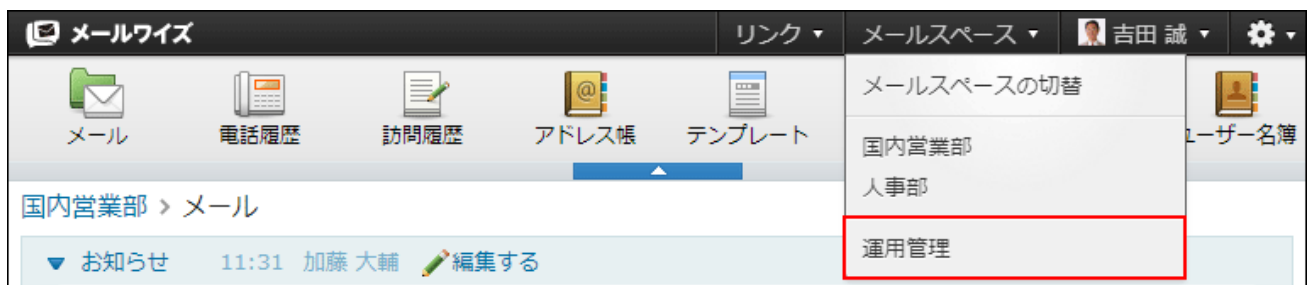 メールワイズ リンク ▼ メールスペース ▼ 吉田 誠 ▼
メール 電話履歴 訪問履歴 アドレス帳 テンプレート ーザー名簿
メールスペースの切替
国内営業部
人事部
運用管理
国内営業部 > メール
▼ お知らせ 11:31 加藤 大輔 編集する